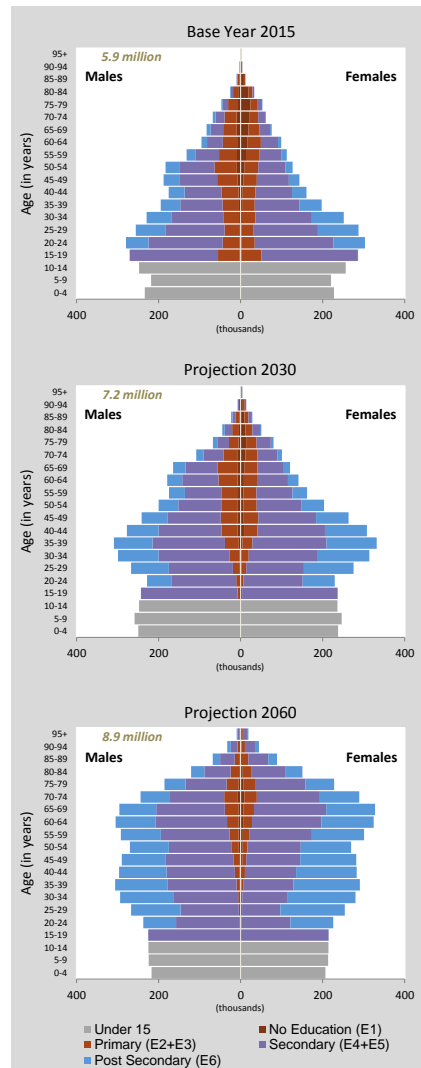 Base Year 2015
5.9 million
Males
Females
Age (in years)
95+
90-94
85-89
80-84
75-79
70-74
65-69
60-64
55-59
50-54
45-49
40-44
35-39
30-34
25-29
20-24
15-19
10-14
5-9
0-4
400 200 0 200 400
(thousands)
Projection 2030
7.2 million
Males
Females
Age (in years)
95+
90-94
85-89
80-84
75-79
70-74
65-69
60-64
55-59
50-54
45-49
40-44
35-39
30-34
25-29
20-24
15-19
10-14
5-9
0-4
400 200 0 200 400
(thousands)
Projection 2060
8.9 million
Males
Females
Age (in years)
95+
90-94
85-89
80-84
75-79
70-74
65-69
60-64
55-59
50-54
45-49
40-44
35-39
30-34
25-29
20-24
15-19
10-14
5-9
0-4
400 200 0 200 400
(thousands)
Under 15
No Education (E1)
Primary (E2+E3)
Secondary (E4+E5)
Post Secondary (E6)